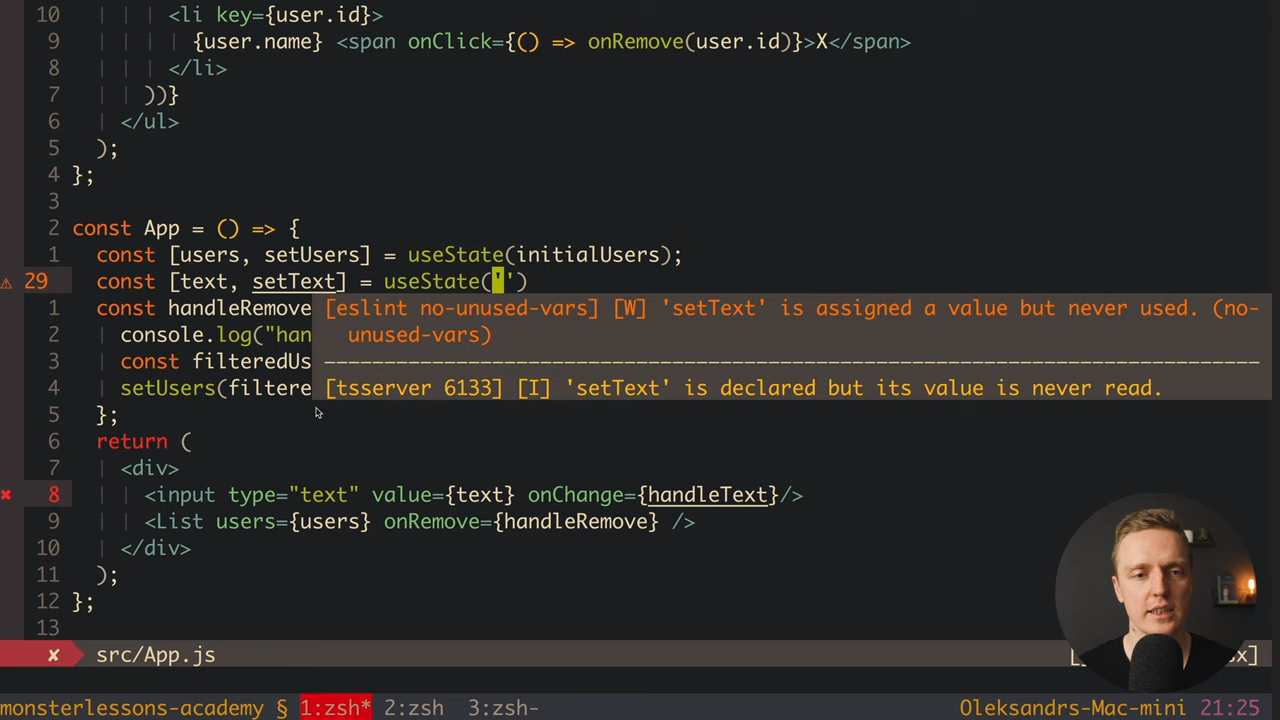 10 <li key={user.id}>
9 {user.name} <span onClick={() => onRemove(user.id)}>X</span>
8 </li>
7 ))}
6 </ul>
5 );
4 };
3
2 const App = () => {
1 const [users, setUsers] = useState(initialUsers);
⚠ 29 const [text, setText] = useState('')
1 const handleRemove [eslint no-unused-vars] [W] 'setText' is assigned a value but never used. (no-
2 console.log("han unused-vars)
3 const filteredUs ────────────────────
4 setUsers(filtere [tsserver 6133] [I] 'setText' is declared but its value is never read.
5 };
6 return (
7 <div>
✖ 8 <input type="text" value={text} onChange={handleText}/>
9 <List users={users} onRemove={handleRemove} />
10 </div>
11 );
12 };
13
✘ src/App.js
monsterlessons-academy § 1:zsh* 2:zsh 3:zsh- Oleksandrs-Mac-mini 21:25